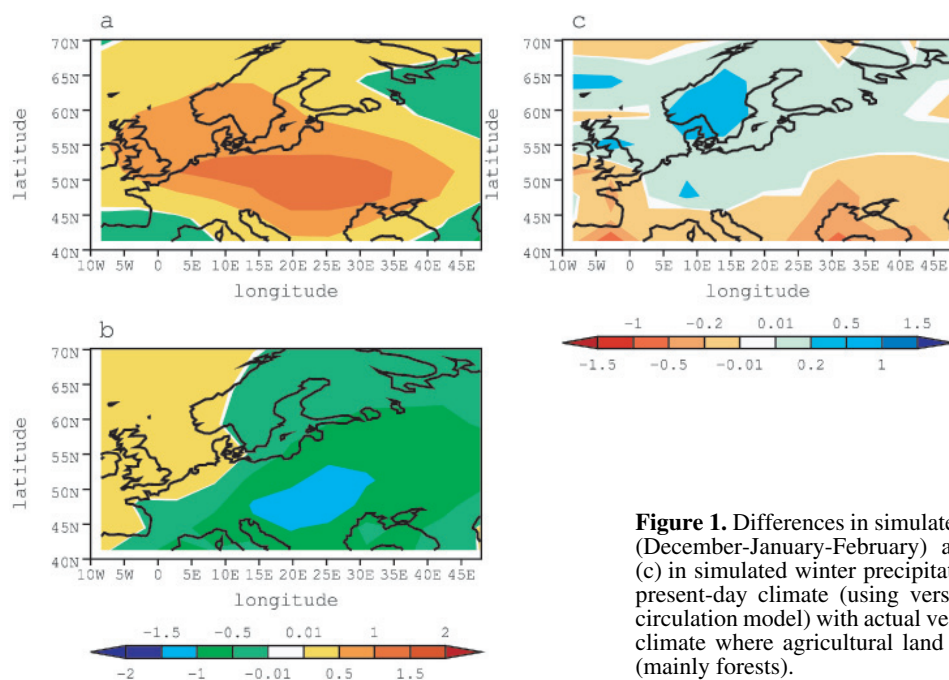 a
70N
65N
60N
55N
50N
45N
40N
latitude
10W 5W 0 5E 10E 15E 20E 25E 30E 35E 40E 45E
longitude
c
70N
65N
60N
55N
50N
45N
40N
latitude
10W 5W 0 5E 10E 15E 20E 25E 30E 35E 40E 45E
longitude
-1 -0.2 0.01 0.5 1.5
-1.5 -0.5 -0.01 0.2 1
b
70N
65N
60N
55N
50N
45N
40N
latitude
10W 5W 0 5E 10E 15E 20E 25E 30E 35E 40E 45E
longitude
-1.5 -0.5 0.01 1 2
-2 -1 -0.01 0.5 1.5
Figure 1. Differences in simulate
(December-January-February) a
(c) in simulated winter precipitat
present-day climate (using vers
circulation model) with actual ve
climate where agricultural land
(mainly forests).